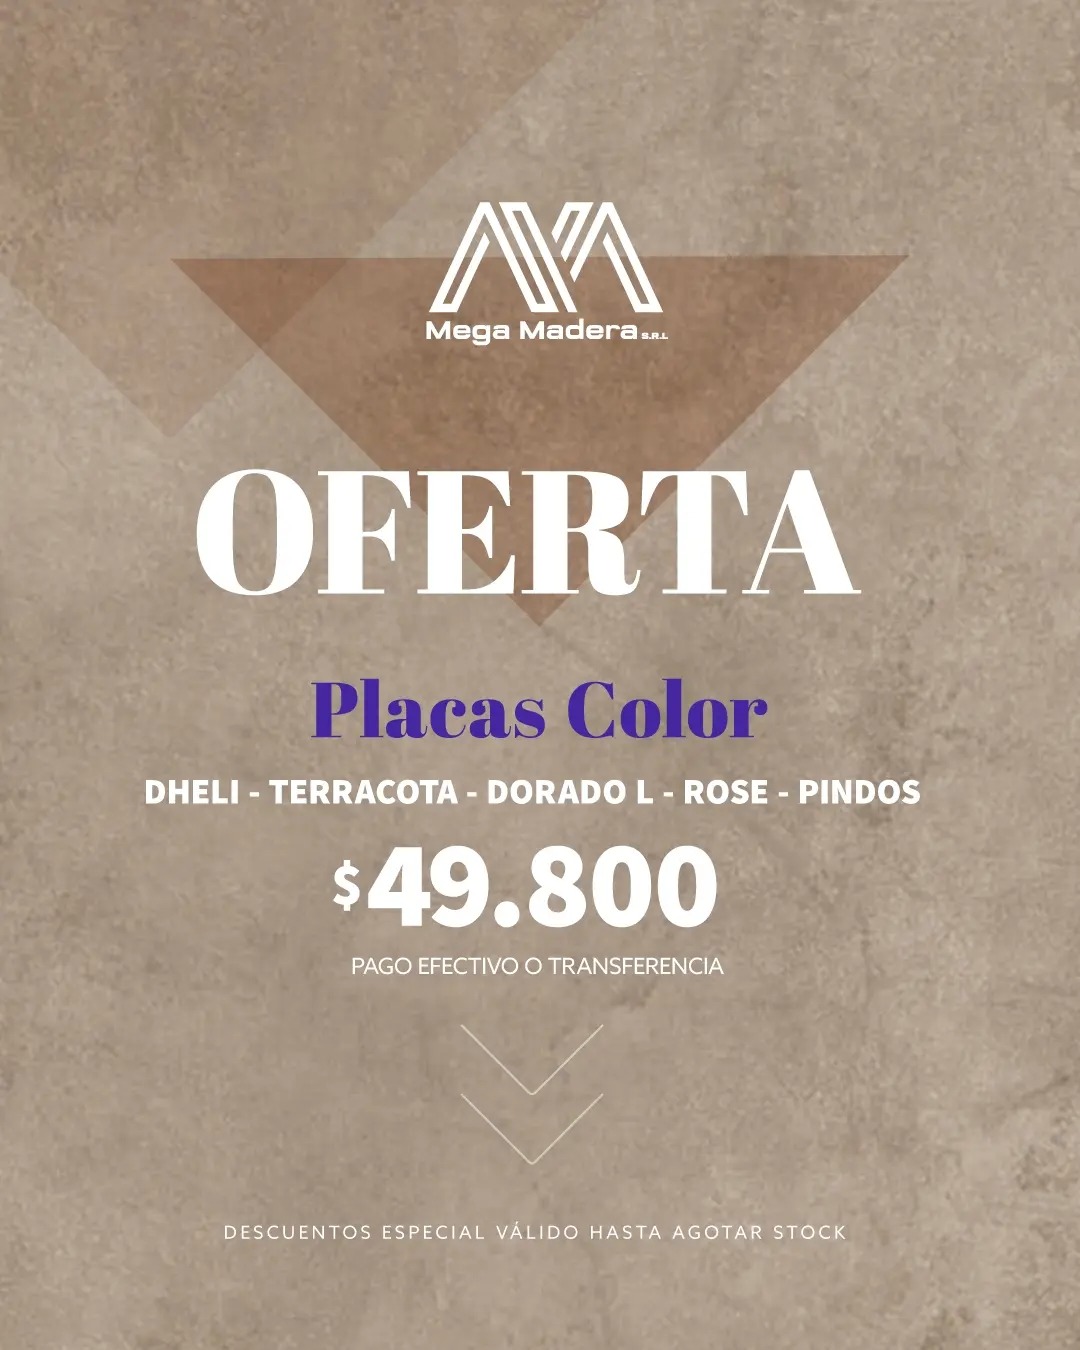 Mega Madera S.R.L
OFERTA
Placas Color
DHELI - TERRACOTA - DORADO L - ROSE - PINDOS
$49.800
PAGO EFECTIVO O TRANSFERENCIA
DESCUENTOS ESPECIAL VÁLIDO HASTA AGOTAR STOCK